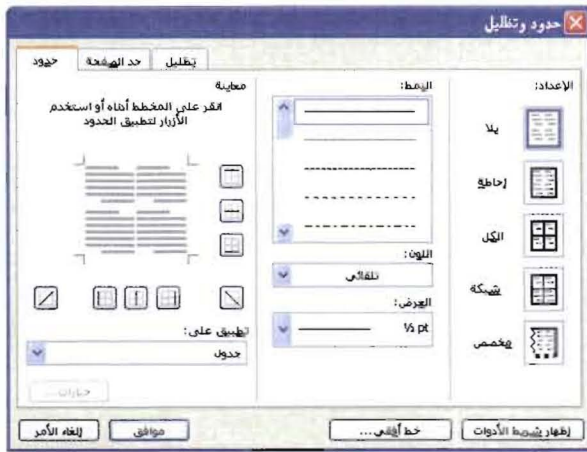 حدود وتظليل
حدود
حد الصفحة
تظليل
الإعداد:
بلا
إحاطة
الكل
شبكة
مخصص
النمط:
اللون:
تلقائي
العرض:
½ pt
معاينة
انقر على المخطط أدناه أو استخدم
الأزرار لتطبيق الحدود
تطبيق على:
جدول
خيارات...
إظهار شريط الأدوات
خط أفقي...
موافق
إلغاء الأمر